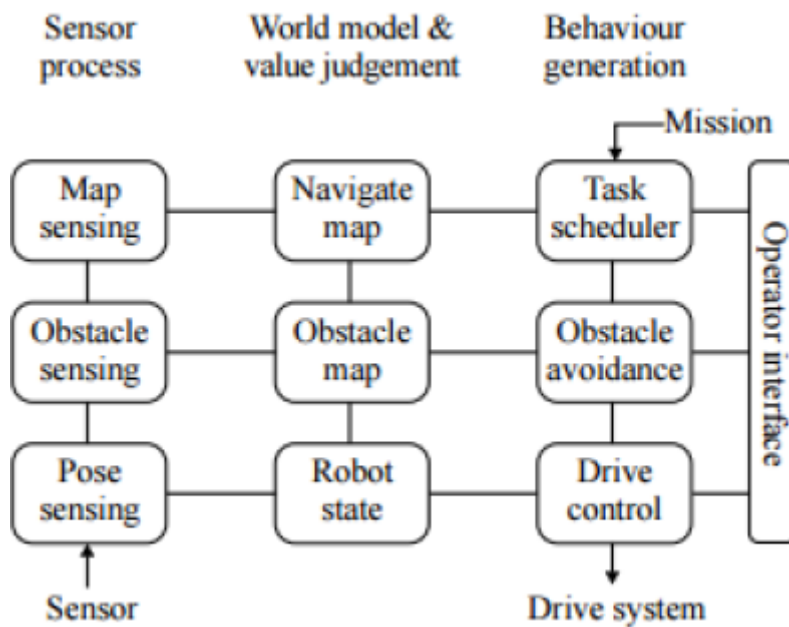 Sensor
process
World model &
value judgement
Behaviour
generation
Mission
Map
sensing
Navigate
map
Task
scheduler
Obstacle
sensing
Obstacle
map
Obstacle
avoidance
Pose
sensing
Robot
state
Drive
control
Operator interface
Sensor
Drive system